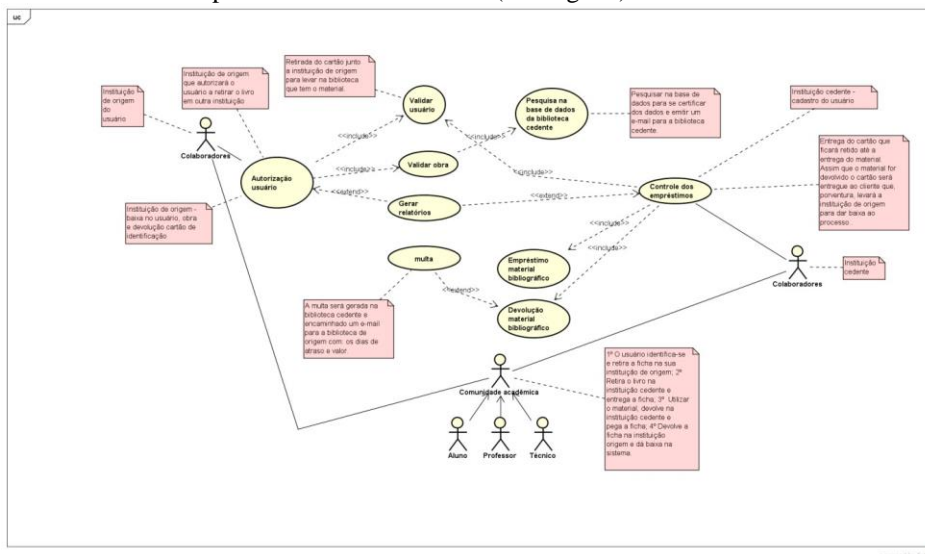 uc
Instituição
de origem
do
usuário
Instituição de origem
que autorizará o
usuário a retirar o livro
em outra instituição
Retirada do cartão junto
a instituição de origem
para levar na biblioteca
que tem o material.
Validar
usuário
Pesquisa na
base de dados
da biblioteca
cedente
Pesquisar na base de
dados para se certificar
dos dados e emitir um
e-mail para a biblioteca
cedente.
Instituição cedente -
cadastro do usuário
Colaboradores
<<include>>
<<include>>
Autorização
usuário
<<include>>
Validar obra
<<extend>>
Gerar
relatórios
<<extend>>
Controle dos
empréstimos
Entrega do cartão que
ficará retido até a
entrega do material.
Assim que o material for
devolvido o cartão será
entregue ao cliente que,
porventura, levará a
instituição de origem
para dar baixa ao
processo.
Instituição de origem -
baixa no usuário, obra
e devolução cartão de
identificação
<<include>>
<<include>>
multa
Empréstimo
material
bibliográfico
<<extend>>
Devolução
material
bibliográfico
Colaboradores
Instituição
cedente
A multa será gerada na
biblioteca cedente e
encaminhado um e-mail
para a biblioteca de
origem com: os dias de
atraso e valor
Comunidade acadêmica
1º O usuário identifica-se
e retira a ficha na sua
instituição de origem; 2º
Retira o livro na
instituição cedente e
entrega a ficha; 3º. Utilizar
o material, devolve na
instituição cedente e
pega a ficha; 4º Devolve a
ficha na instituição
origem e dá baixa na
sistema.
Aluno
Professor
Técnico